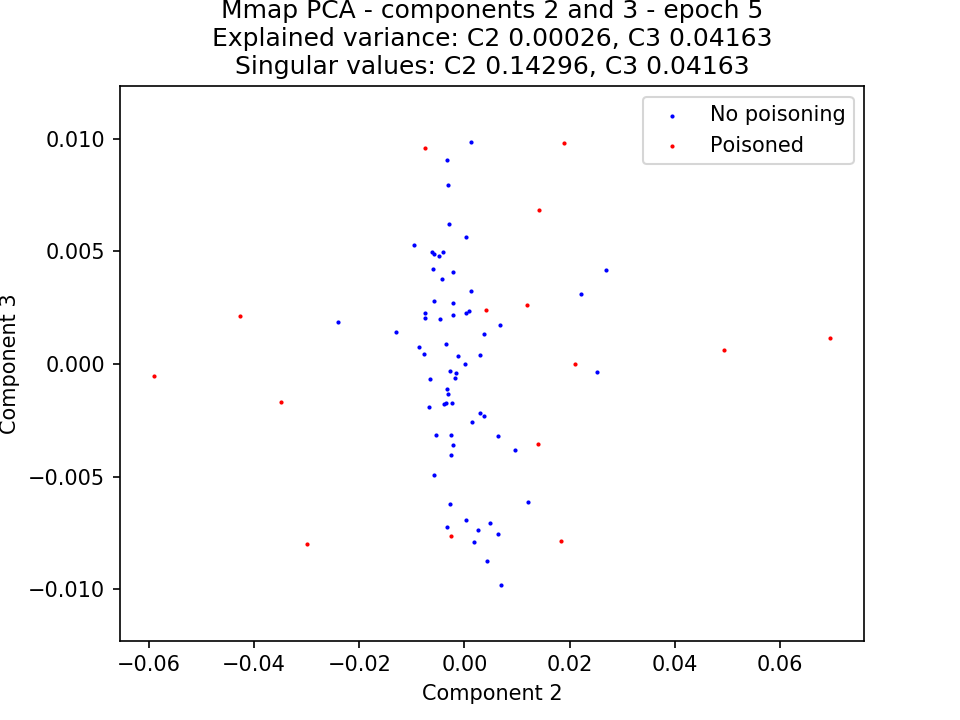 Mmap PCA - components 2 and 3 - epoch 5
Explained variance: C2 0.00026, C3 0.04163
Singular values: C2 0.14296, C3 0.04163
No poisoning
Poisoned
0.010
0.005
0.000
−0.005
−0.010
Component 3
−0.06
−0.04
−0.02
0.00
0.02
0.04
0.06
Component 2